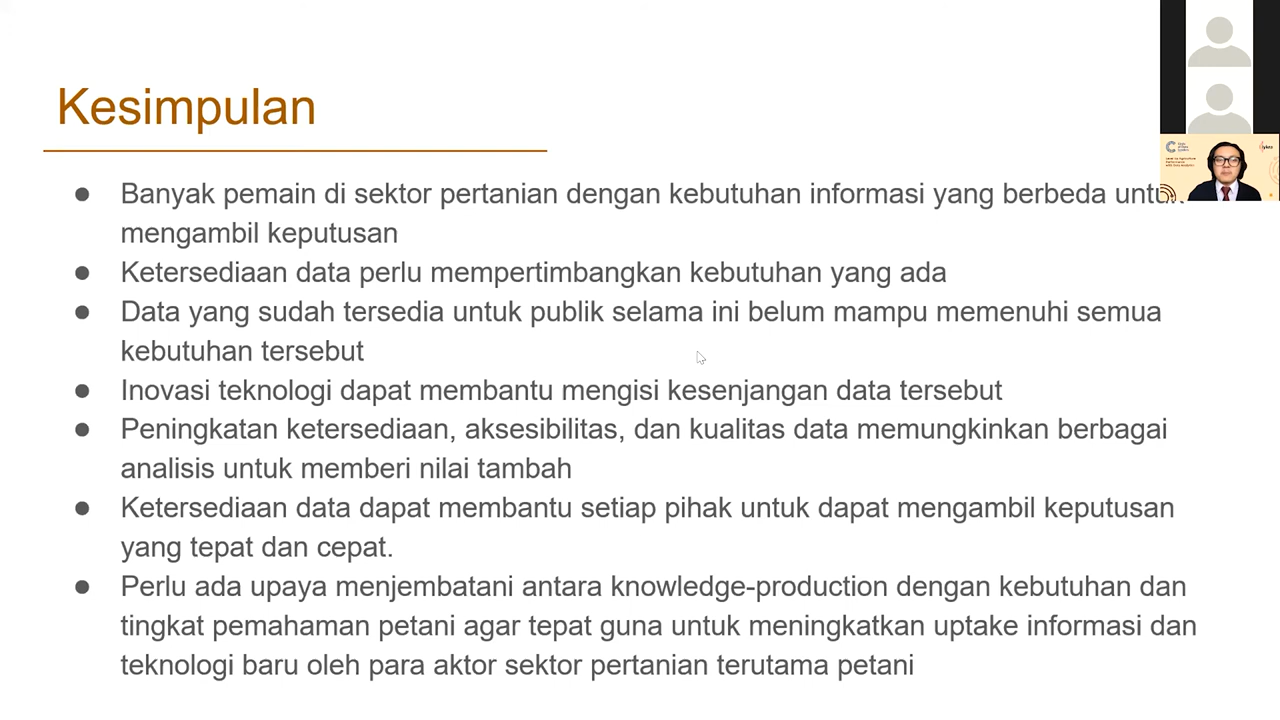 Kesimpulan
● Banyak pemain di sektor pertanian dengan kebutuhan informasi yang berbeda untuk
mengambil keputusan
● Ketersediaan data perlu mempertimbangkan kebutuhan yang ada
● Data yang sudah tersedia untuk publik selama ini belum mampu memenuhi semua
kebutuhan tersebut
● Inovasi teknologi dapat membantu mengisi kesenjangan data tersebut
● Peningkatan ketersediaan, aksesibilitas, dan kualitas data memungkinkan berbagai
analisis untuk memberi nilai tambah
● Ketersediaan data dapat membantu setiap pihak untuk dapat mengambil keputusan
yang tepat dan cepat.
● Perlu ada upaya menjembatani antara knowledge-production dengan kebutuhan dan
tingkat pemahaman petani agar tepat guna untuk meningkatkan uptake informasi dan
teknologi baru oleh para aktor sektor pertanian terutama petani